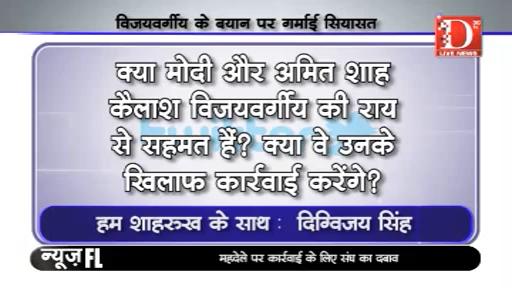 विजयवर्गीय के बयान पर गर्माई सियासत
D
LIVE NEWS
क्या मोदी और अमित शाह
कैलाश विजयवर्गीय की राय
से सहमत हैं? क्या वे उनके
खिलाफ कार्रवाई करेंगे?
हम शाहरुख के साथ : दिग्विजय सिंह
न्यूज़ FL
महदेले पर कार्रवाई के लिए संघ का दबाव